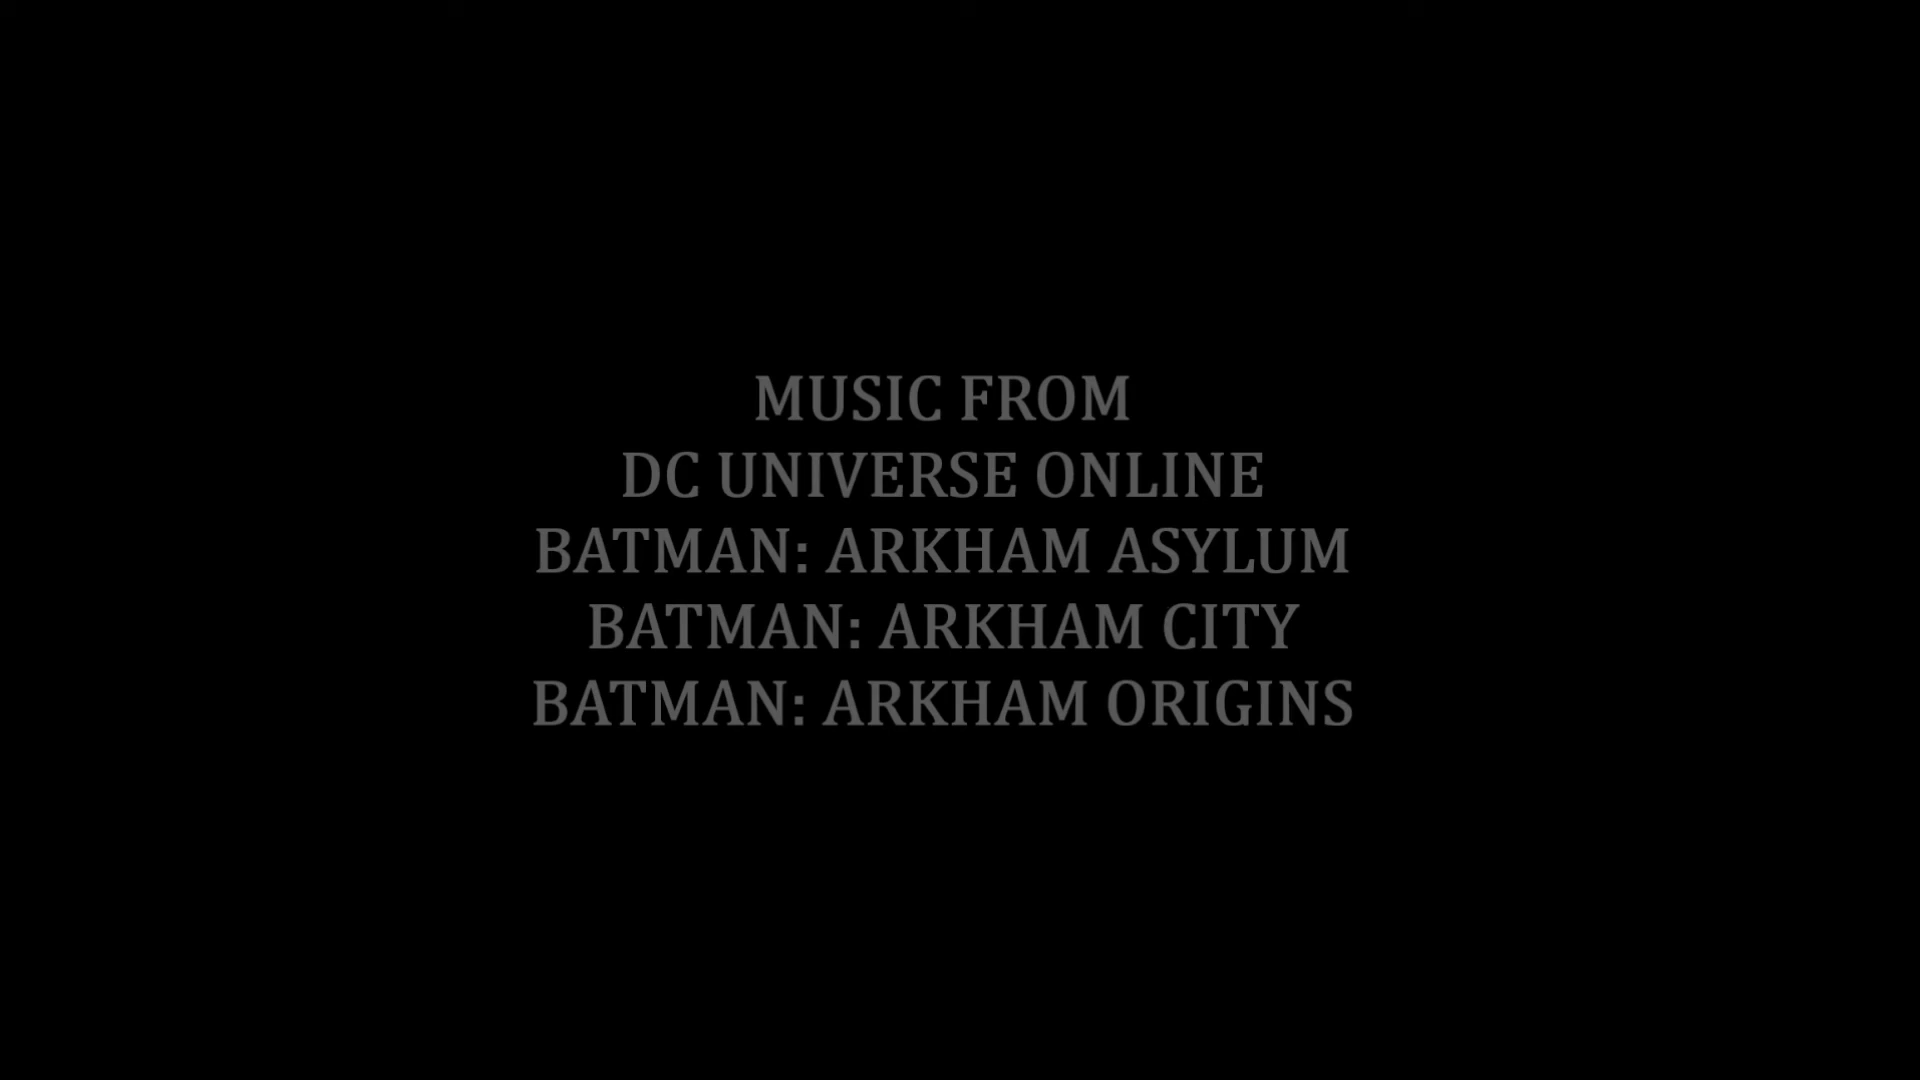 MUSIC FROM
DC UNIVERSE ONLINE
BATMAN: ARKHAM ASYLUM
BATMAN: ARKHAM CITY
BATMAN: ARKHAM ORIGINS